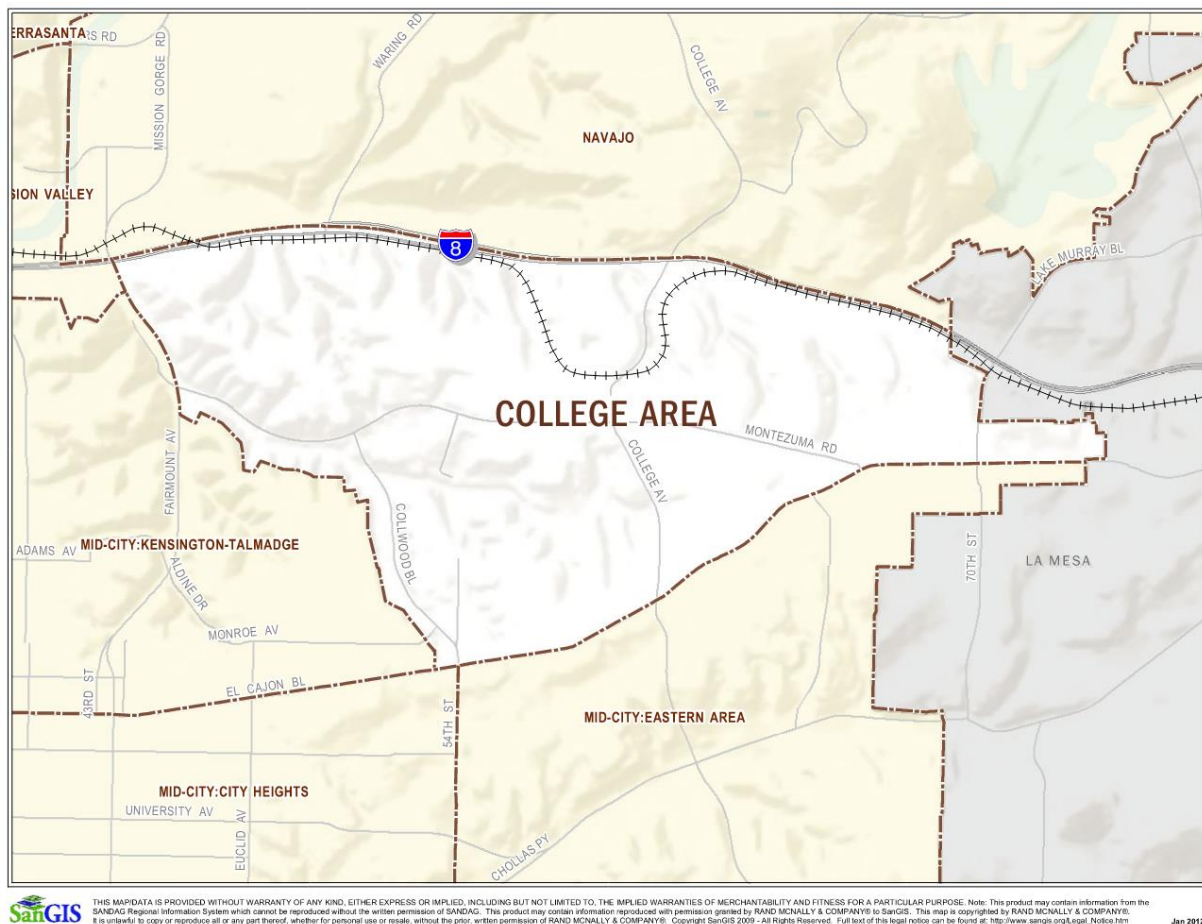 ERRASANTA
RS RD
MISSION GORGE RD
WARING RD
COLLEGE AV
NAVAJO
SION VALLEY
8
LAKE MURRAY BL
COLLEGE AREA
MONTEZUMA RD
COLLEGE AV
FAIRMOUNT AV
COLLWOOD BL
ADAMS AV
MID-CITY:KENSINGTON-TALMADGE
ALDINE DR
70TH ST
LA MESA
MONROE AV
43RD ST
EL CAJON BL
54TH ST
MID-CITY:EASTERN AREA
MID-CITY:CITY HEIGHTS
UNIVERSITY AV
EUCLID AV
CHOLLAS PY
SanGIS
THIS MAP/DATA IS PROVIDED WITHOUT WARRANTY OF ANY KIND, EITHER EXPRESS OR IMPLIED, INCLUDING BUT NOT LIMITED TO, THE IMPLIED WARRANTIES OF MERCHANTABILITY AND FITNESS FOR A PARTICULAR PURPOSE. Note: This product may contain information from the
SANDAG Regional Information System which cannot be reproduced without the written permission of SANDAG. This product may contain information reproduced with permission granted by RAND MCNALLY & COMPANY® to SanGIS. This map is copyrighted by RAND MCNALLY & COMPANY®.
It is unlawful to copy or reproduce all or any part thereof, whether for personal use or resale, without the prior, written permission of RAND MCNALLY & COMPANY®. Copyright SanGIS 2009 - All Rights Reserved. Full text of this legal notice can be found at: http://www.sangis.org/Legal_Notice.htm
Jan 201